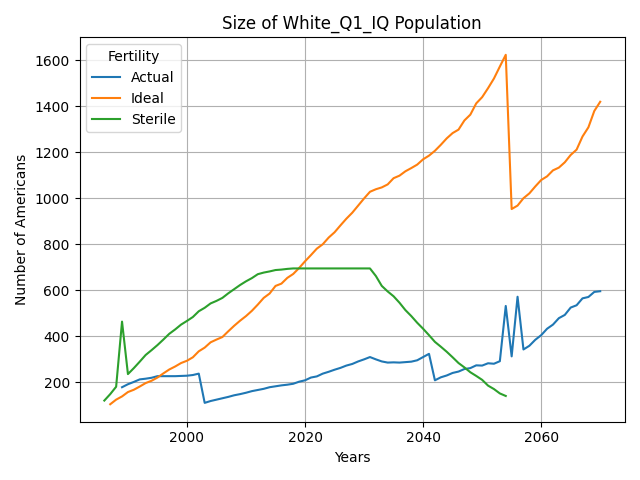 Size of White_Q1_IQ Population
Fertility
Actual
Ideal
Sterile
Number of Americans
1600
1400
1200
1000
800
600
400
200
2000
2020
2040
2060
Years